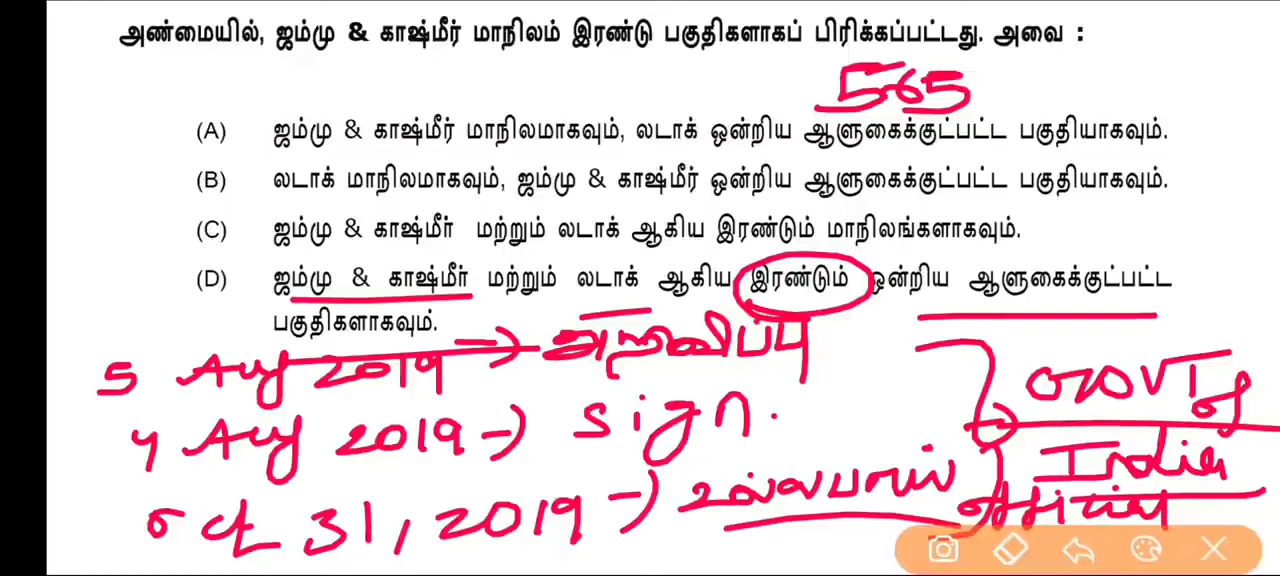 அண்மையில், ஜம்மு & காஷ்மீர் மாநிலம் இரண்டு பகுதிகளாகப் பிரிக்கப்பட்டது. அவை :
565
(A) ஜம்மு & காஷ்மீர் மாநிலமாகவும், லடாக் ஒன்றிய ஆளுகைக்குட்பட்ட பகுதியாகவும்.
(B) லடாக் மாநிலமாகவும், ஜம்மு & காஷ்மீர் ஒன்றிய ஆளுகைக்குட்பட்ட பகுதியாகவும்.
(C) ஜம்மு & காஷ்மீர் மற்றும் லடாக் ஆகிய இரண்டும் மாநிலங்களாகவும்.
(D) ஜம்மு & காஷ்மீர் மற்றும் லடாக் ஆகிய இரண்டும் ஒன்றிய ஆளுகைக்குட்பட்ட
பகுதிகளாகவும்.
5 Aug 2019 → அறிவிப்பு
9 Aug 2019 → sign.
GOVT of
India
Oct 31, 2019 →